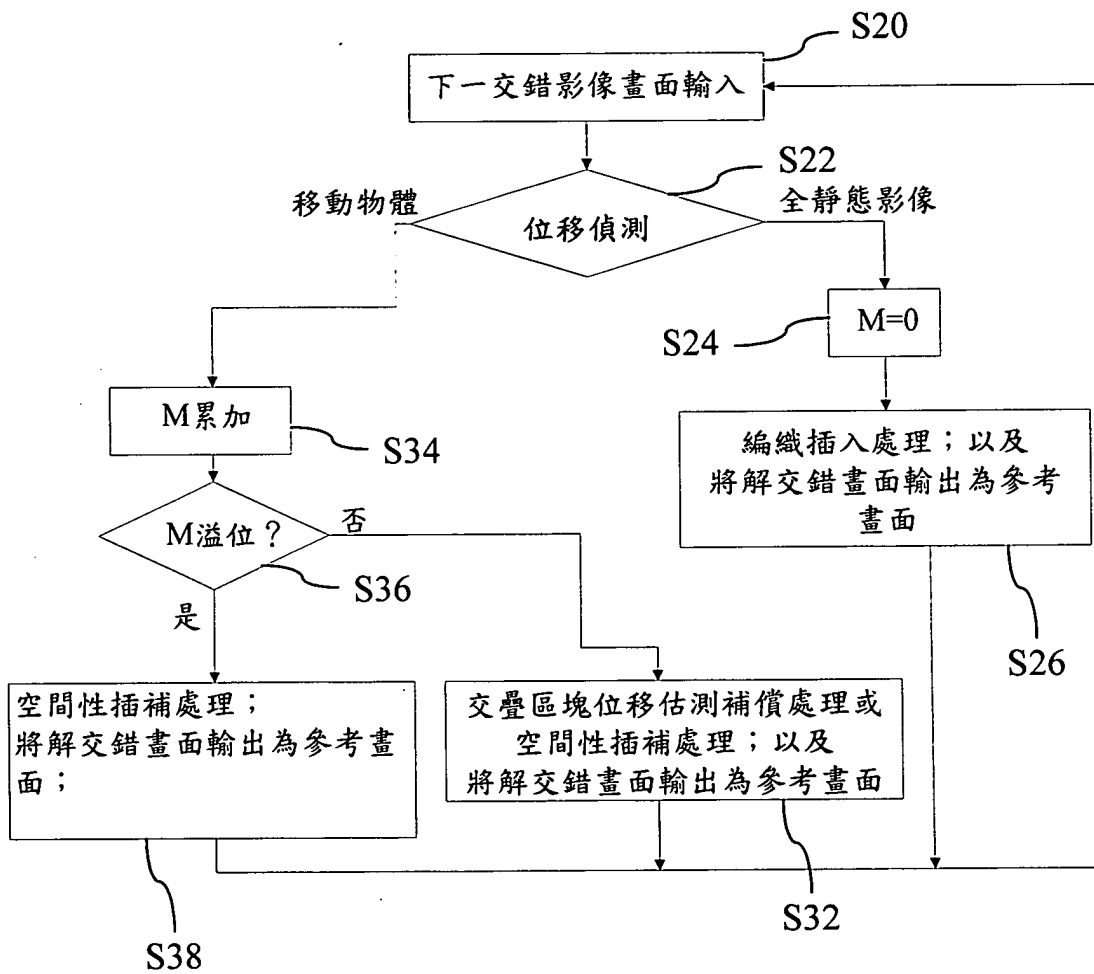 S20
下一交錯影像畫面輸入
S22
移動物體
全靜態影像
位移偵測
M=0
S24
M累加
S34
編織插入處理；以及
將解交錯畫面輸出為參考
畫面
M溢位？
否
S36
是
S26
空間性插補處理；
將解交錯畫面輸出為參考畫
面；
交疊區塊位移估測補償處理或
空間性插補處理；以及
將解交錯畫面輸出為參考畫面
S32
S38